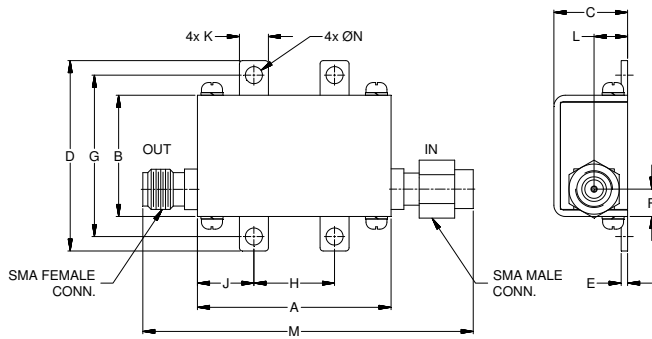 4x K
4x ØN
C
L
D
G
B
OUT
IN
F
SMA FEMALE
CONN.
J
H
A
M
SMA MALE
CONN.
E